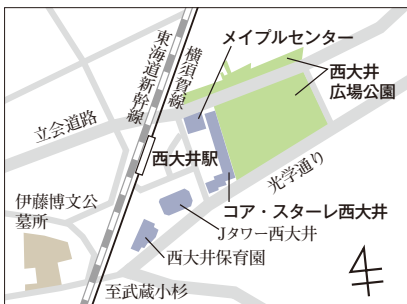 メイプルセンター
西大井
広場公園
横須賀線
東海道新幹線
立会道路
西大井駅
光学通り
コア・スターレ西大井
Jタワー西大井
西大井保育園
伊藤博文公
墓所
至武蔵小杉